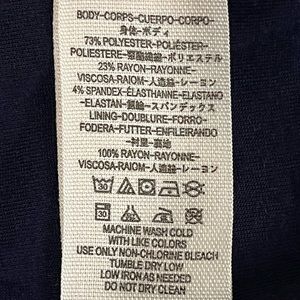 BODY-CORPS-CUERPO-CORPO-
身体-ボディ
73% POLYESTER-POLIÉSTER-
POLIESTERE-聚酯纖維-ポリエステル
23% RAYON-RAYONNE-
VISCOSA-RAIOM-人造絲-レーヨン
4% SPANDEX-ÉLASTHANNE-ELASTANO
-ELASTAN-氨綸-スパンデックス
LINING-DOUBLURE-FORRO-
FODERA-FUTTER-ENFILEIRANDO
-衬里-裏地
100% RAYON-RAYONNE-
VISCOSA-RAIOM-人造絲-レーヨン
30
30
MACHINE WASH COLD
WITH LIKE COLORS
USE ONLY NON-CHLORINE BLEACH
TUMBLE DRY LOW
LOW IRON AS NEEDED
DO NOT DRY CLEAN